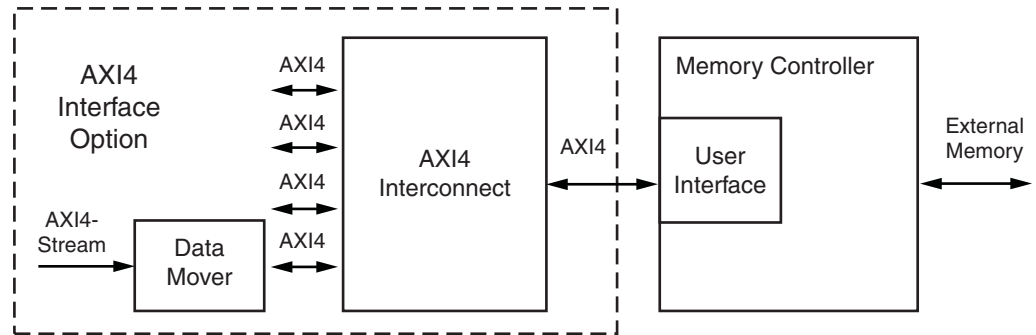 AXI4
Interface
Option
AXI4
AXI4
AXI4
AXI4
AXI4-
Stream
Data
Mover
AXI4
Interconnect
AXI4
Memory Controller
User
Interface
External
Memory